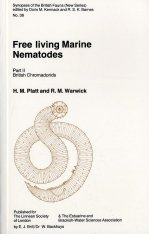 Synopses of the British Fauna (New Series)
edited by Doris M. Kermack and R. S. K. Barnes
No. 38
Free living Marine
Nematodes
Part II
British Chromadorids
H. M. Platt and R. M. Warwick
Published for
The Linnean Society
of London
& The Estuarine and
Brackish-Water Sciences Association
by E. J. Brill/Dr. W. Backhuys